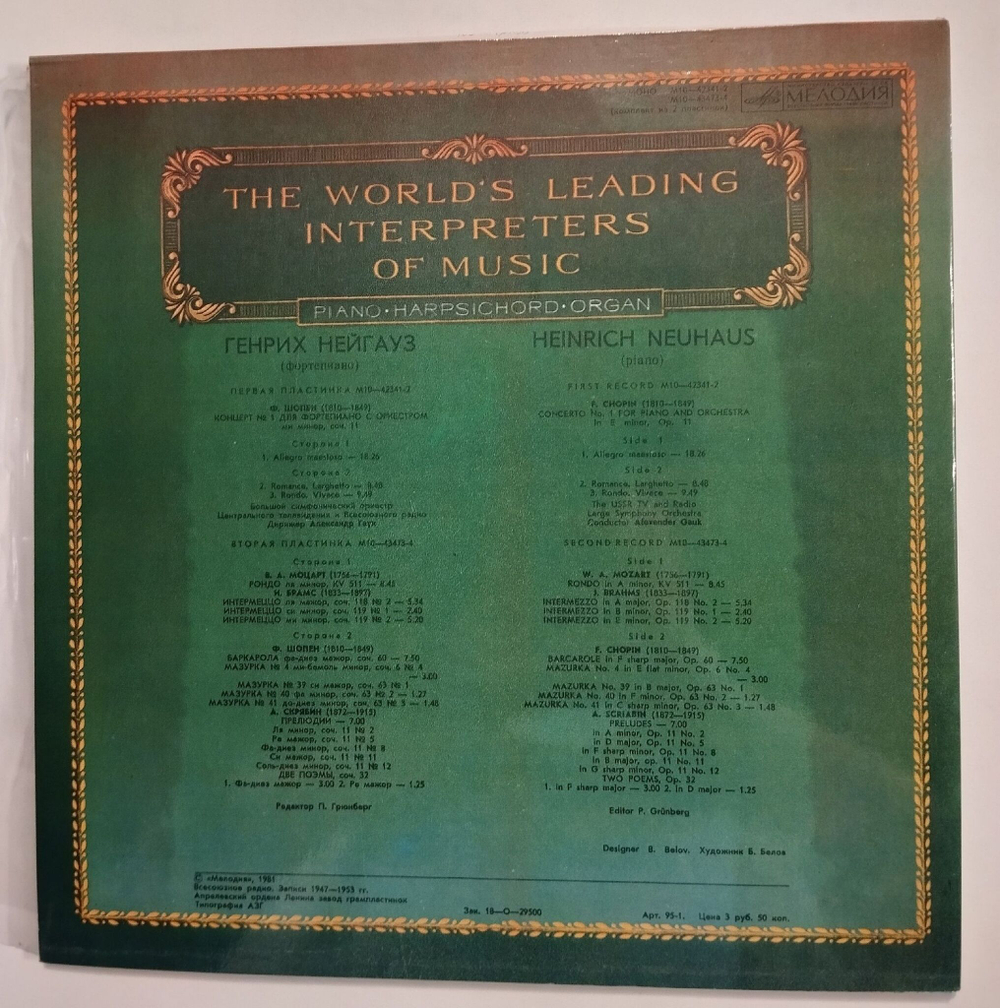 МОНО М10—42341-2
М10—43473-4
(комплект из 2 пластинок)
МЕЛОДИЯ
THE WORLD'S LEADING
INTERPRETERS
OF MUSIC
PIANO·HARPSICHORD·ORGAN
ГЕНРИХ НЕЙГАУЗ
(фортепиано)
ПЕРВАЯ ПЛАСТИНКА М10—42341-2
Ф. ШОПЕН (1810—1849)
КОНЦЕРТ № 1 ДЛЯ ФОРТЕПИАНО С ОРКЕСТРОМ
ми минор, соч. 11
Сторона 1
1. Allegro maestoso — 18.26
Сторона 2
2. Romance, Larghetto — 8.48
3. Rondo, Vivace — 9.49
Большой симфонический оркестр
Центрального телевидения и Всесоюзного радио
Дирижер Александр Гаук
ВТОРАЯ ПЛАСТИНКА М10—43473-4
Сторона 1
В. А. МОЦАРТ (1756—1791)
РОНДО ля минор, KV 511 — 8.45
И. БРАМС (1833—1897)
ИНТЕРМЕЦЦО ля мажор, соч. 118 № 2 — 5.34
ИНТЕРМЕЦЦО си минор, соч. 119 № 1 — 2.40
ИНТЕРМЕЦЦО ми минор, соч. 119 № 2 — 5.20
Сторона 2
Ф. ШОПЕН (1810—1849)
БАРКАРОЛА фа-диез мажор, соч. 60 — 7.50
МАЗУРКА № 4 ми-бемоль минор, соч. 6 № 4
— 3.00
МАЗУРКА № 39 си мажор, соч. 63 № 1
МАЗУРКА № 40 фа минор, соч. 63 № 2 — 1.27
МАЗУРКА № 41 до-диез минор, соч. 63 № 3 — 1.48
А. СКРЯБИН (1872—1915)
ПРЕЛЮДИИ — 7.00
Ля минор, соч. 11 № 2
Ре мажор, соч. 11 № 5
Фа-диез минор, соч. 11 № 8
Си мажор, соч. 11 № 11
Соль-диез минор, соч. 11 № 12
ДВЕ ПОЭМЫ, соч. 32
1. Фа-диез мажор — 3.00 2. Ре мажор — 1.25
Редактор П. Грюнберг
HEINRICH NEUHAUS
(piano)
FIRST RECORD M10—42341-2
F. CHOPIN (1810—1849)
CONCERTO No. 1 FOR PIANO AND ORCHESTRA
in E minor, Op. 11
Side 1
1. Allegro maestoso — 18.26
Side 2
2. Romance, Larghetto — 8.48
3. Rondo, Vivace — 9.49
The USSR TV and Radio
Large Symphony Orchestra
Conductor Alexander Gauk
SECOND RECORD M10—43473-4
Side 1
W. A. MOZART (1756—1791)
RONDO in A minor, KV 511 — 8.45
J. BRAHMS (1833—1897)
INTERMEZZO in A major, Op. 118 No. 2 — 5.34
INTERMEZZO in B minor, Op. 119 No. 1 — 2.40
INTERMEZZO in E minor, Op. 119 No. 2 — 5.20
Side 2
F. CHOPIN (1810—1849)
BARCAROLE in F sharp major, Op. 60 — 7.50
MAZURKA No. 4 in E flat minor, Op. 6 No. 4
— 3.00
MAZURKA No. 39 in B major, Op. 63 No. 1
MAZURKA No. 40 in F minor, Op. 63 No. 2 — 1.27
MAZURKA No. 41 in C sharp minor, Op. 63 No. 3 — 1.48
A. SCRIABIN (1872—1915)
PRELUDES — 7.00
in A minor, Op. 11 No. 2
in D major, Op. 11 No. 5
in F sharp minor, Op. 11 No. 8
in B major, op. 11 No. 11
in G sharp minor, Op. 11 No. 12
TWO POEMS, Op. 32
1. in F sharp major — 3.00 2. in D major — 1.25
Editor P. Grünberg
Designer B. Belov. Художник Б. Белов
© «Мелодия», 1981
Всесоюзное радио. Записи 1947—1953 гг.
Апрелевский ордена Ленина завод грампластинок
Типография АЗГ
Зак. 18—О—29500
Арт. 95-1. Цена 3 руб. 50 коп.